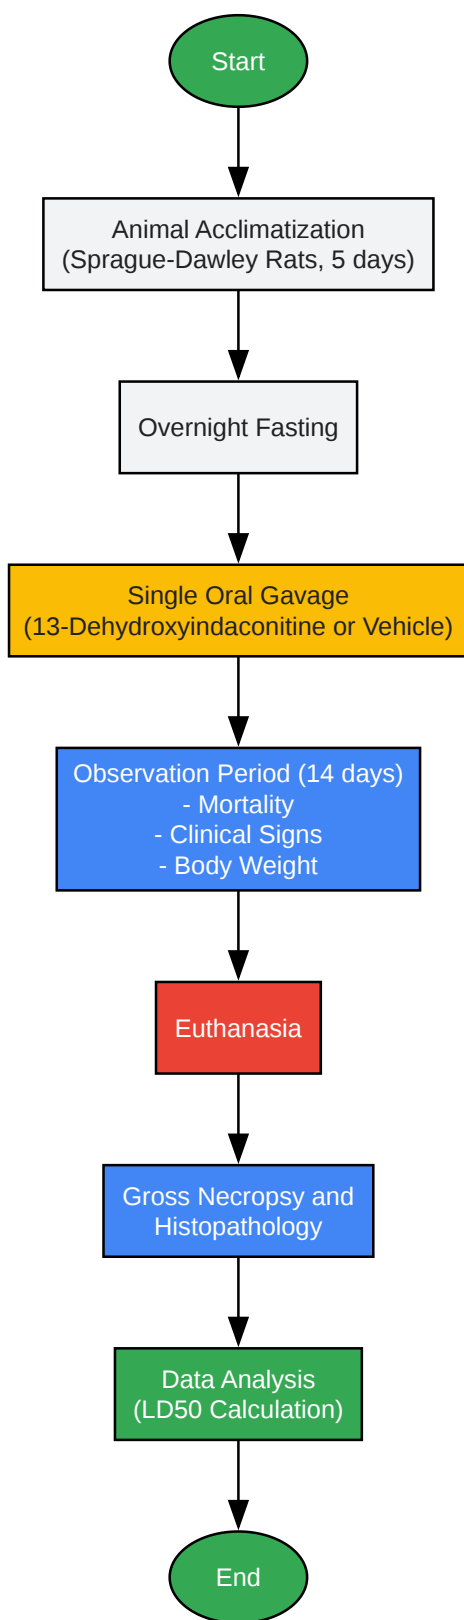 Start
Animal Acclimatization
(Sprague-Dawley Rats, 5 days)
Overnight Fasting
Single Oral Gavage
(13-Dehydroxyindaconitine or Vehicle)
Observation Period (14 days)
- Mortality
- Clinical Signs
- Body Weight
Euthanasia
Gross Necropsy and
Histopathology
Data Analysis
(LD50 Calculation)
End